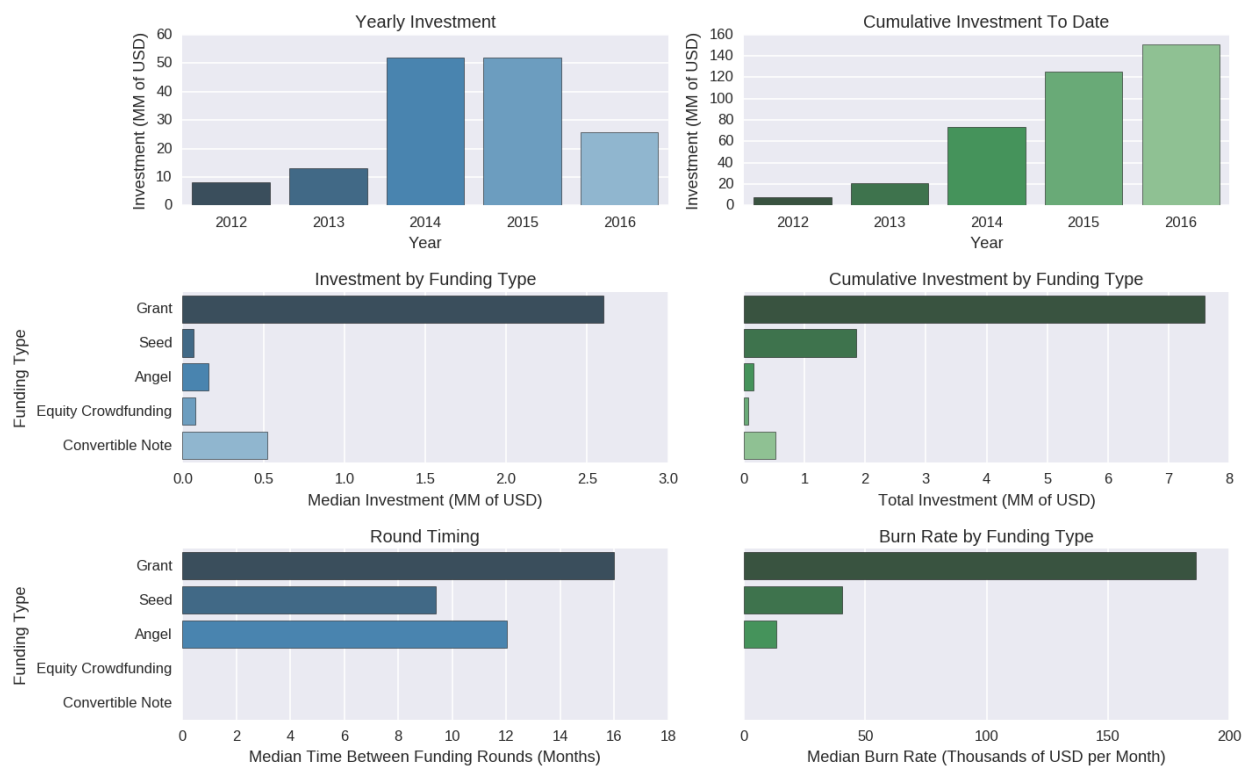 Yearly Investment
Investment (MM of USD)
60
50
40
30
20
10
0
2012 2013 2014 2015 2016
Year
Cumulative Investment To Date
Investment (MM of USD)
160
140
120
100
80
60
40
20
0
2012 2013 2014 2015 2016
Year
Investment by Funding Type
Funding Type
Grant
Seed
Angel
Equity Crowdfunding
Convertible Note
0.0 0.5 1.0 1.5 2.0 2.5 3.0
Median Investment (MM of USD)
Cumulative Investment by Funding Type
0 1 2 3 4 5 6 7 8
Total Investment (MM of USD)
Round Timing
Funding Type
Grant
Seed
Angel
Equity Crowdfunding
Convertible Note
0 2 4 6 8 10 12 14 16 18
Median Time Between Funding Rounds (Months)
Burn Rate by Funding Type
0 50 100 150 200
Median Burn Rate (Thousands of USD per Month)